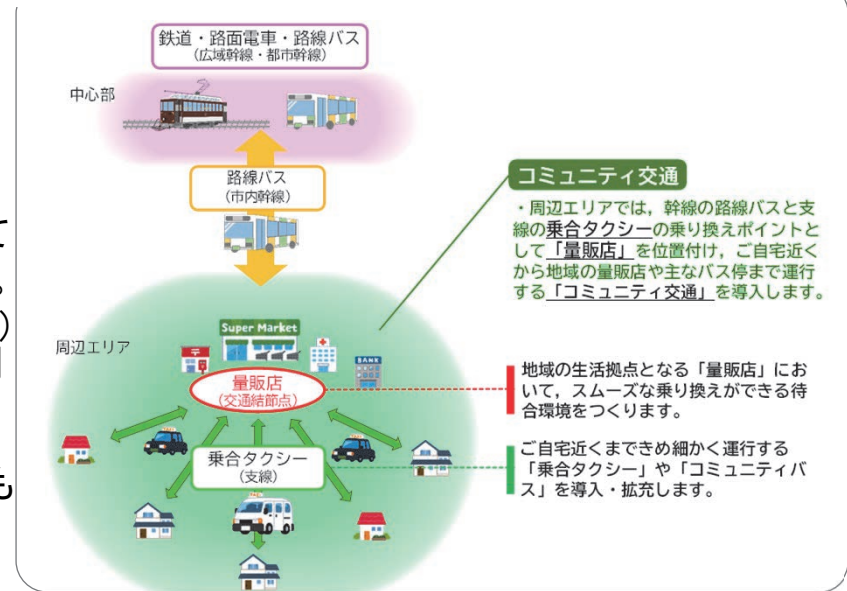 鉄道・路面電車・路線バス
（広域幹線・都市幹線）
中心部
路線バス
（市内幹線）
コミュニティ交通
・周辺エリアでは，幹線の路線バスと支
線の乗合タクシーの乗り換えポイントと
して「量販店」を位置付け，ご自宅近く
から地域の量販店や主なバス停まで運行
する「コミュニティ交通」を導入します。
て
。
）
も
周辺エリア
Super Market
BANK
量販店
（交通結節点）
地域の生活拠点となる「量販店」にお
いて，スムーズな乗り換えができる待
合環境をつくります。
乗合タクシー
（支線）
ご自宅近くまできめ細かく運行する
「乗合タクシー」や「コミュニティバ
ス」を導入・拡充します。